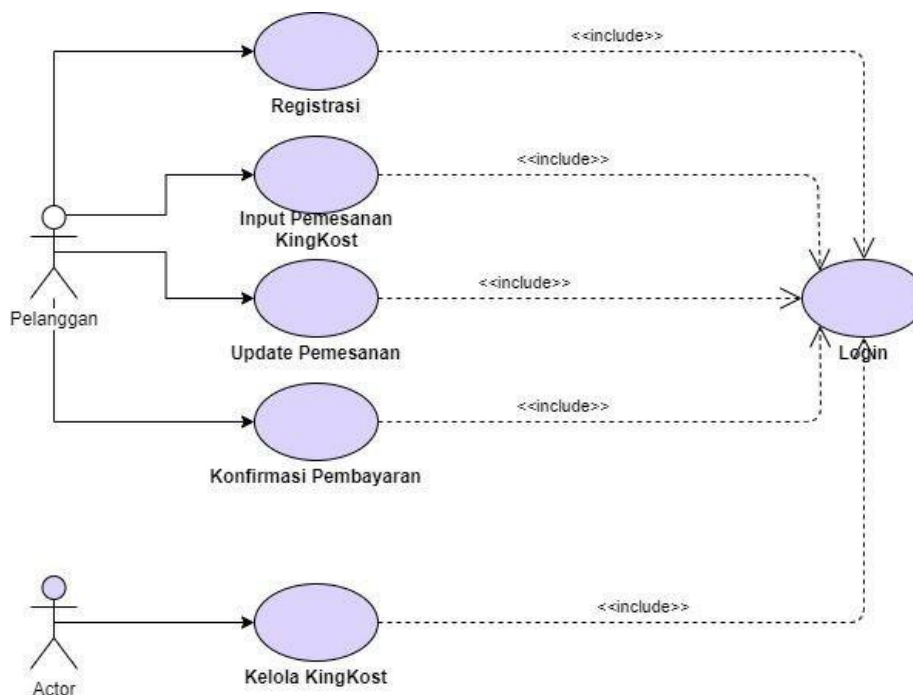 <<include>>
Registrasi
<<include>>
Input Pemesanan
KingKost
Pelanggan
<<include>>
Update Pemesanan
Login
<<include>>
Konfirmasi Pembayaran
<<include>>
Kelola KingKost
Actor